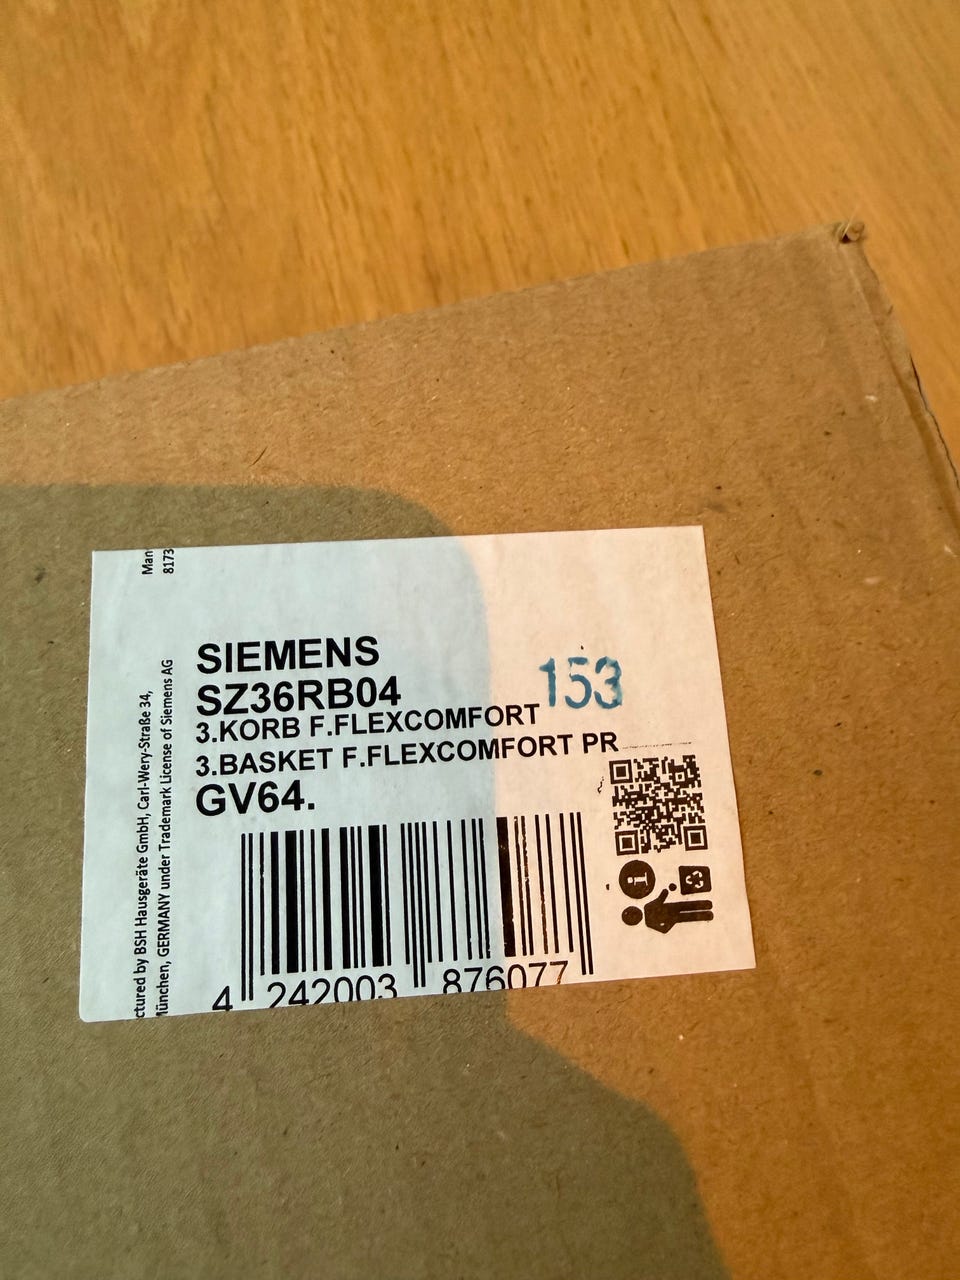 SIEMENS
SZ36RB04
153
3.KORB F.FLEXCOMFORT
3.BASKET F.FLEXCOMFORT PR
GV64.
4 242003 876077
Man
8173
ctured by BSH Hausgeräte GmbH, Carl-Wery-Straße 34,
München, GERMANY under Trademark License of Siemens AG
i